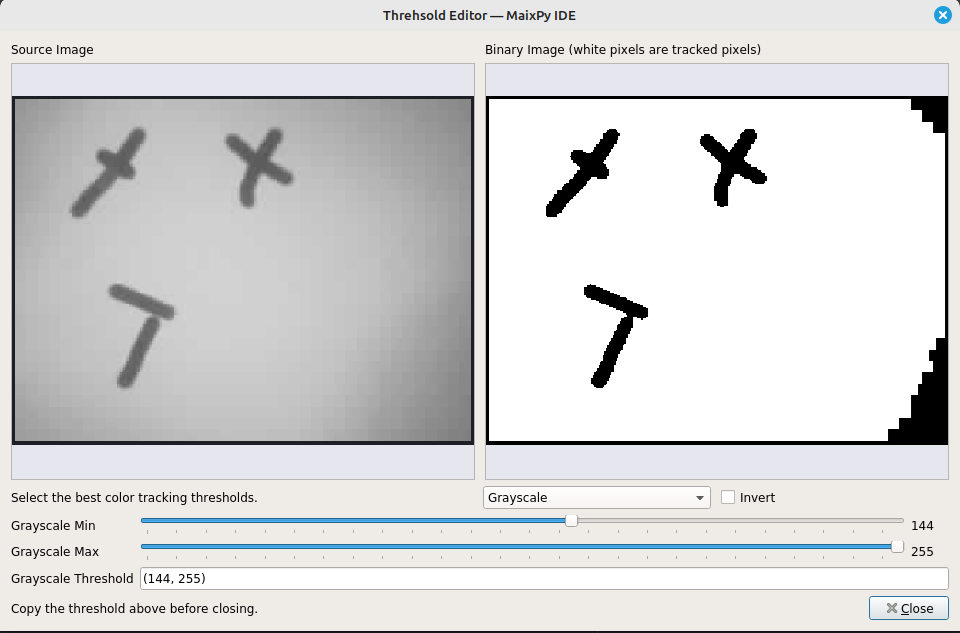 Threhsold Editor — MaixPy IDE
Source Image
Binary Image (white pixels are tracked pixels)
Select the best color tracking thresholds.
Grayscale
Invert
Grayscale Min
144
Grayscale Max
255
Grayscale Threshold
(144, 255)
Copy the threshold above before closing.
Close